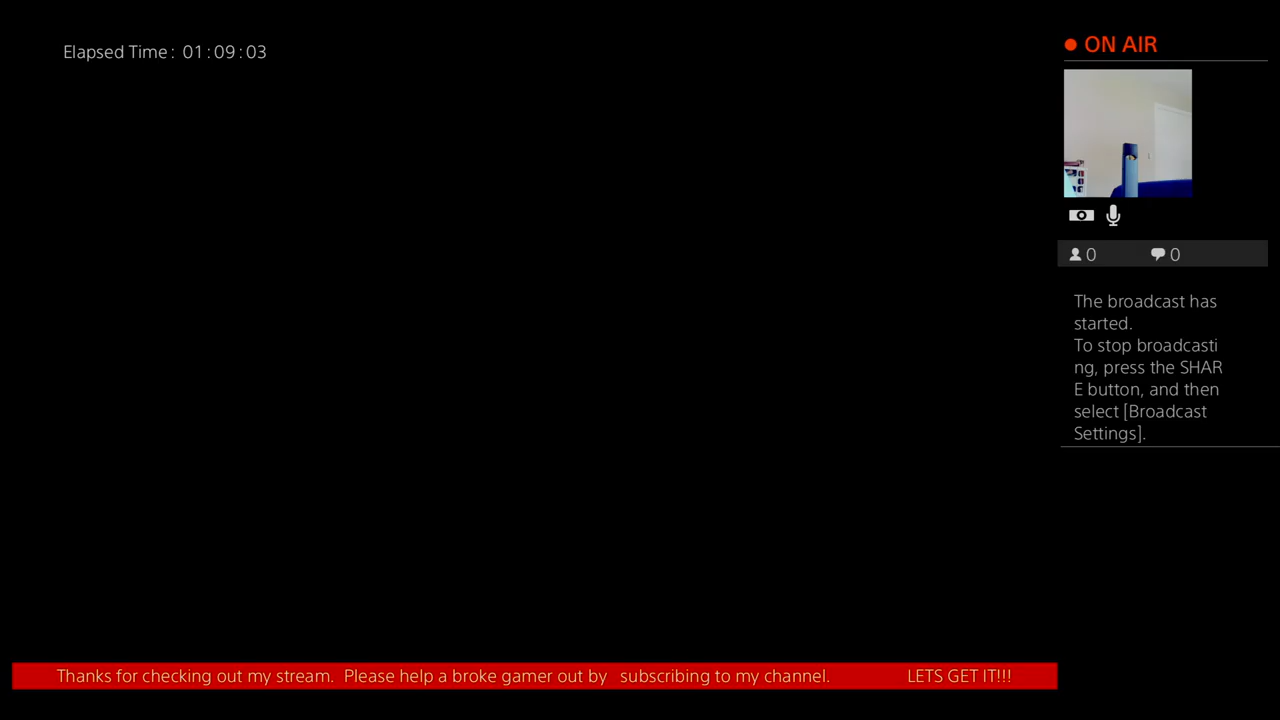 Elapsed Time: 01:09:03
ON AIR
0 0
The broadcast has
started.
To stop broadcasti
ng, press the SHAR
E button, and then
select [Broadcast
Settings].
Thanks for checking out my stream. Please help a broke gamer out by subscribing to my channel. LETS GET IT!!!